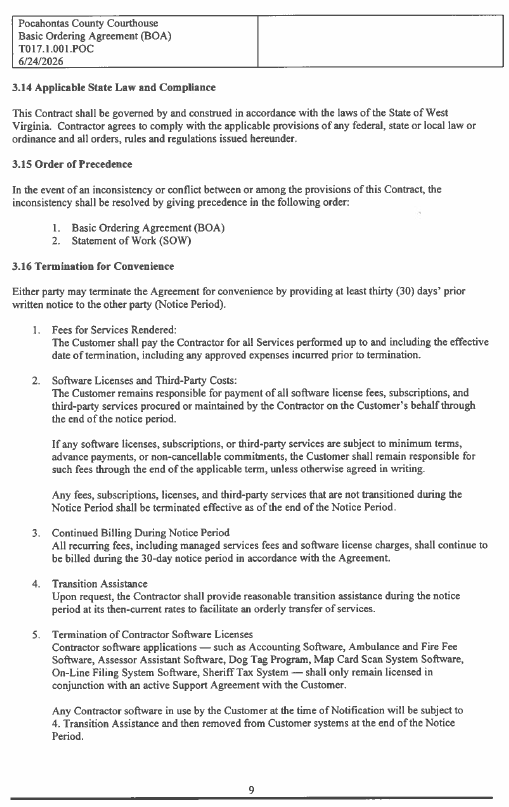 Pocahontas County Courthouse
Basic Ordering Agreement (BOA)
T017.1.001.POC
6/24/2026
3.14 Applicable State Law and Compliance
This Contract shall be governed by and construed in accordance with the laws of the State of West
Virginia. Contractor agrees to comply with the applicable provisions of any federal, state or local law or
ordinance and all orders, rules and regulations issued hereunder.
3.15 Order of Precedence
In the event of an inconsistency or conflict between or among the provisions of this Contract, the
inconsistency shall be resolved by giving precedence in the following order:
1. Basic Ordering Agreement (BOA)
2. Statement of Work (SOW)
3.16 Termination for Convenience
Either party may terminate the Agreement for convenience by providing at least thirty (30) days' prior
written notice to the other party (Notice Period).
1. Fees for Services Rendered:
The Customer shall pay the Contractor for all Services performed up to and including the effective
date of termination, including any approved expenses incurred prior to termination.
2. Software Licenses and Third-Party Costs:
The Customer remains responsible for payment of all software license fees, subscriptions, and
third-party services procured or maintained by the Contractor on the Customer's behalf through
the end of the notice period.
If any software licenses, subscriptions, or third-party services are subject to minimum terms,
advance payments, or non-cancellable commitments, the Customer shall remain responsible for
such fees through the end of the applicable term, unless otherwise agreed in writing.
Any fees, subscriptions, licenses, and third-party services that are not transitioned during the
Notice Period shall be terminated effective as of the end of the Notice Period.
3. Continued Billing During Notice Period
All recurring fees, including managed services fees and software license charges, shall continue to
be billed during the 30-day notice period in accordance with the Agreement.
4. Transition Assistance
Upon request, the Contractor shall provide reasonable transition assistance during the notice
period at its then-current rates to facilitate an orderly transfer of services.
5. Termination of Contractor Software Licenses
Contractor software applications — such as Accounting Software, Ambulance and Fire Fee
Software, Assessor Assistant Software, Dog Tag Program, Map Card Scan System Software,
On-Line Filing System Software, Sheriff Tax System — shall only remain licensed in
conjunction with an active Support Agreement with the Customer.
Any Contractor software in use by the Customer at the time of Notification will be subject to
4. Transition Assistance and then removed from Customer systems at the end of the Notice
Period.
9